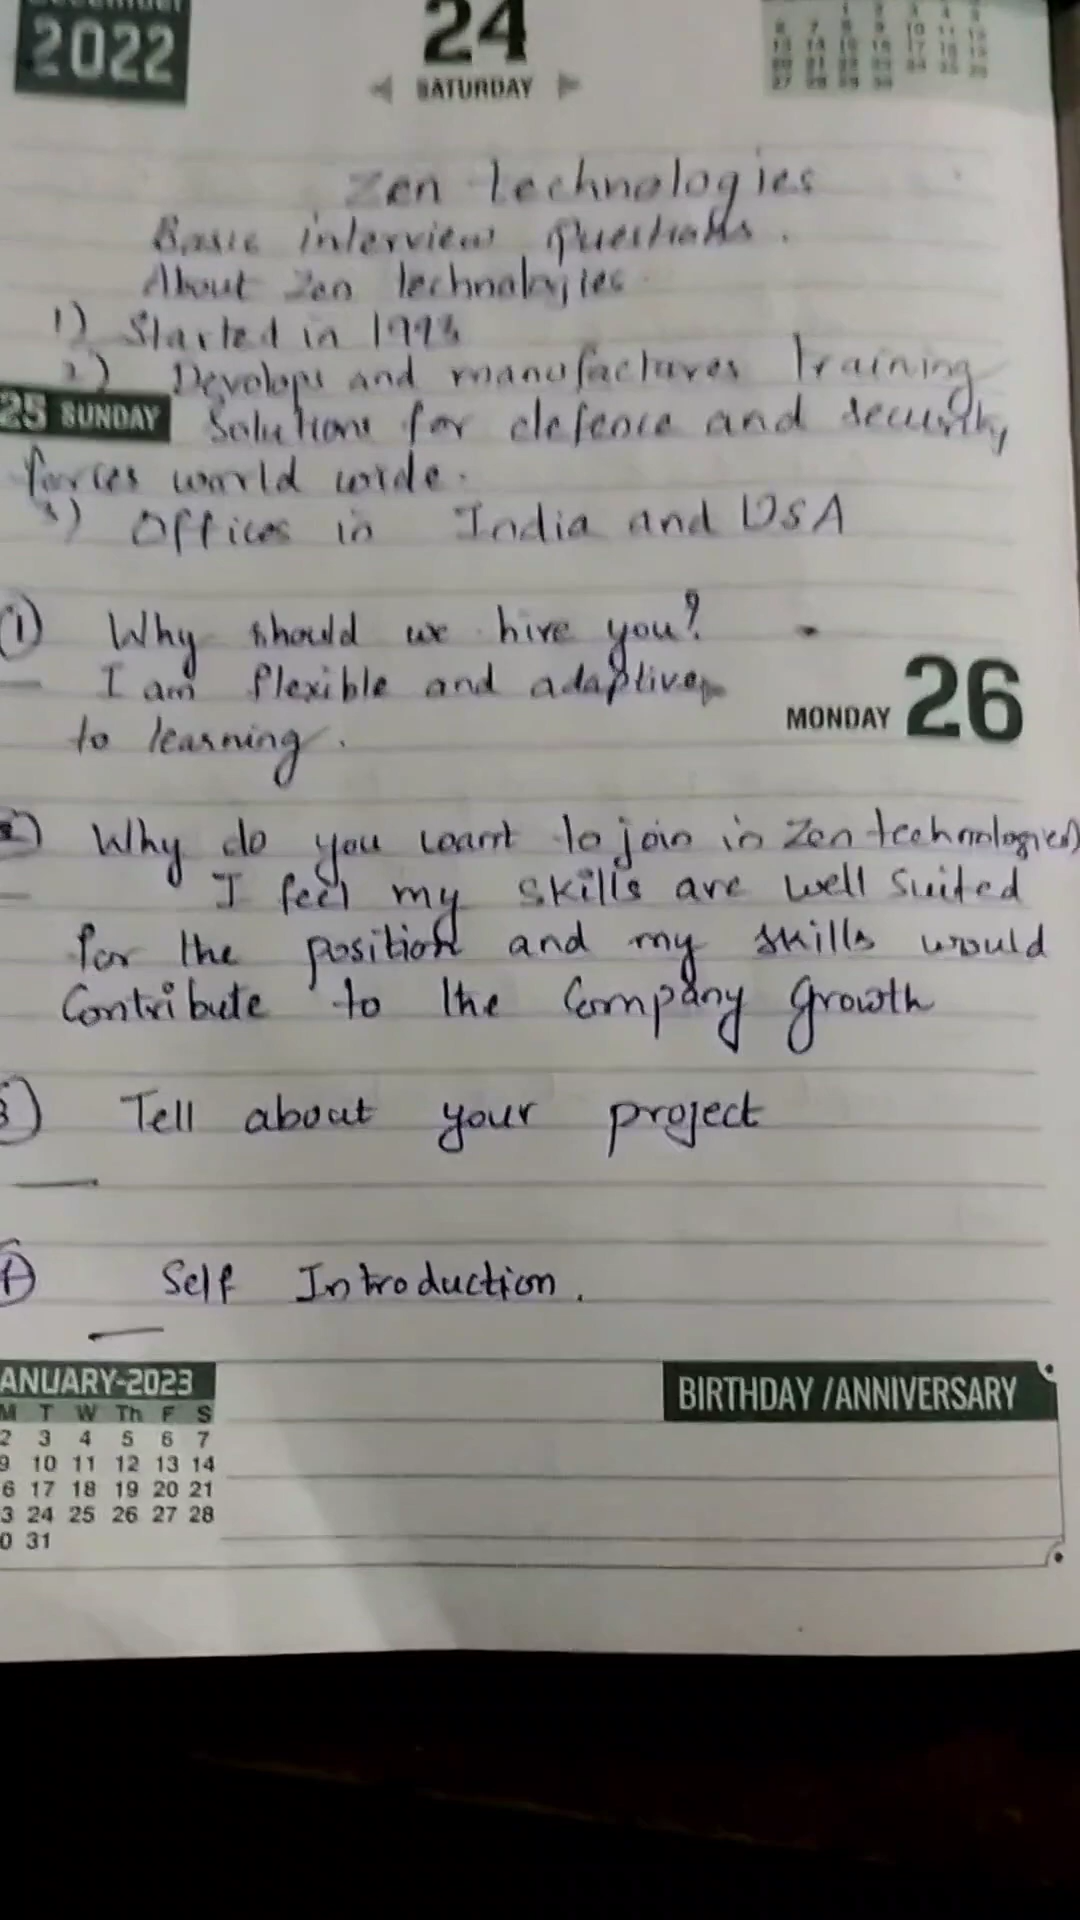 2022
24
SATURDAY
Zen technologies
Basic interview Questions.
About Zen technologies
1) Started in 1993
2) Devolops and manufactures training
25 SUNDAY
Solutions for defence and security
forces world wide.
3) Offices in India and USA
1) Why should we hire you?
I am flexible and adaptive
to learning.
MONDAY 26
2) Why do you want to join in Zen technologies)
I feel my skills are well suited
for the position and my skills would
Contribute to the Company Growth
3) Tell about your project
4) Self Introduction.
ANUARY-2023
BIRTHDAY / ANNIVERSARY
M T W Th F S
2 3 4 5 6 7
9 10 11 12 13 14
6 17 18 19 20 21
3 24 25 26 27 28
0 31